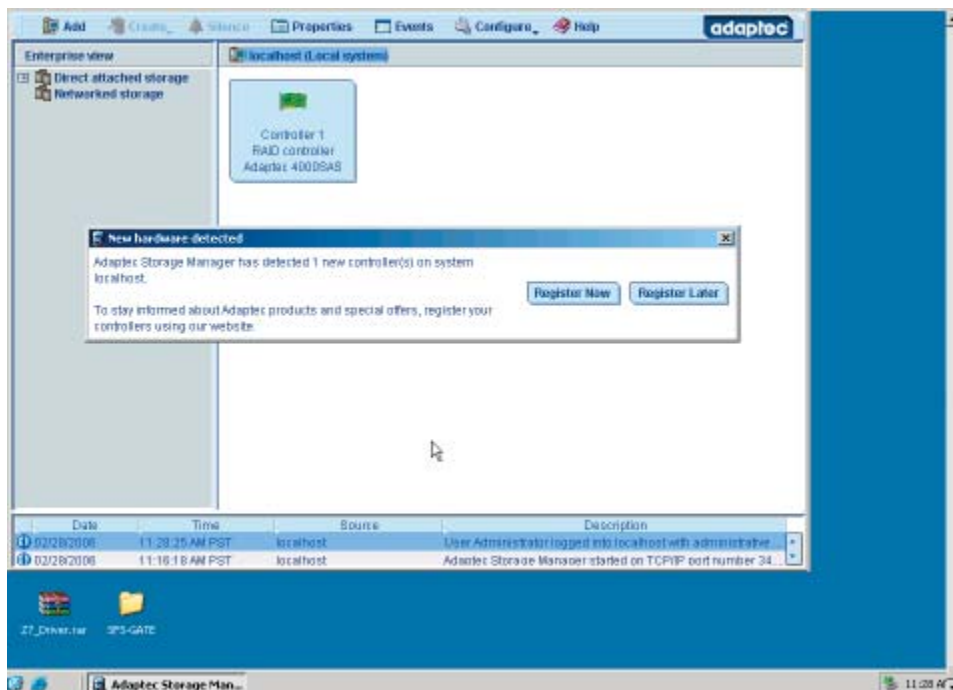 Add Create Silence Properties Events Configure Help adaptec
Enterprise view
localhost (Local system)
Direct attached storage
Networked storage
Controller 1
RAID controller
Adaptec 4000SAS
New hardware detected
Adaptec Storage Manager has detected 1 new controller(s) on system
localhost.
To stay informed about Adaptec products and special offers, register your
controllers using our website.
Register Now Register Later
Date Time Source Description
02/28/2006 11:28:25 AM PST localhost User Administrator logged into localhost with administrative ...
02/28/2006 11:16:18 AM PST localhost Adaptec Storage Manager started on TCP/IP port number 34...
Z7_Driver.rar SFS-GATE
Adaptec Storage Man...
11:28 A